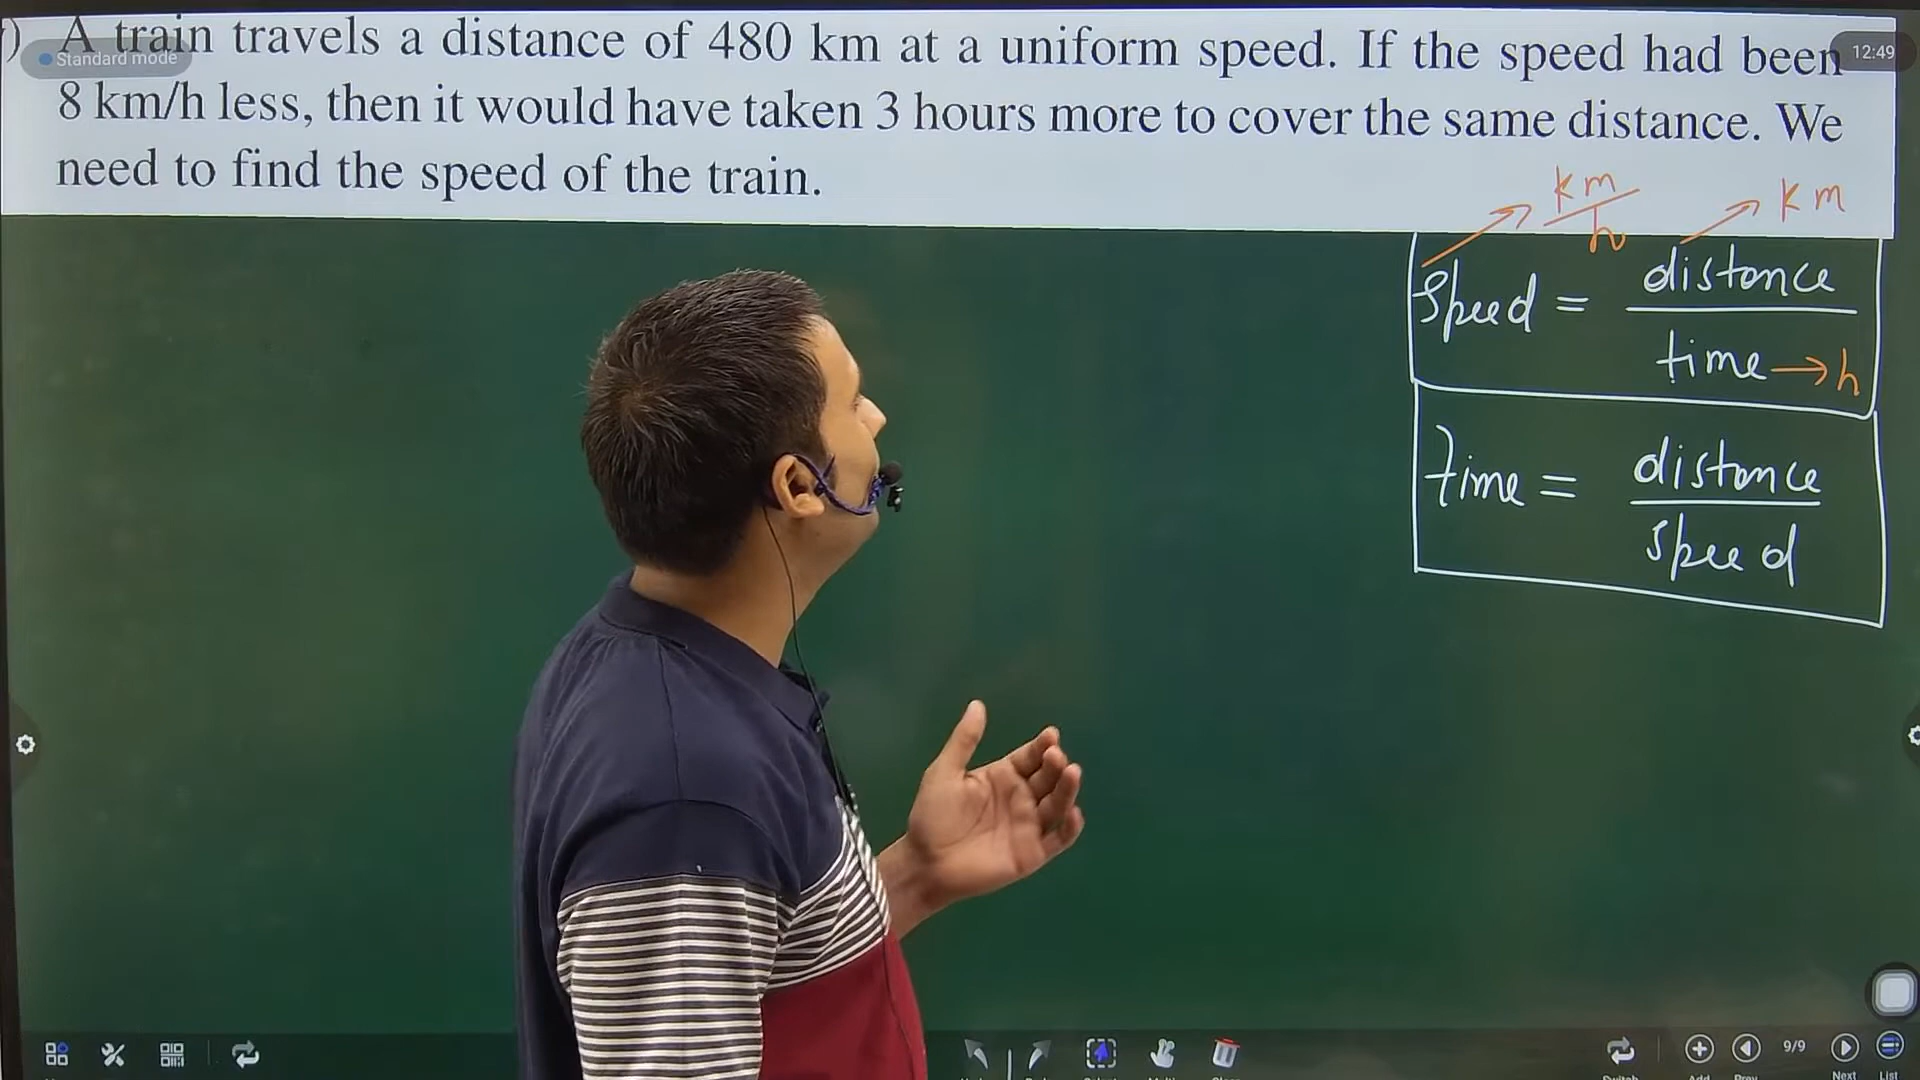 ) A train travels a distance of 480 km at a uniform speed. If the speed had been
Standard mode
12:49
8 km/h less, then it would have taken 3 hours more to cover the same distance. We
need to find the speed of the train.
km/h
km
Speed = distance/time → h
Time = distance/speed
9/9
Next
List